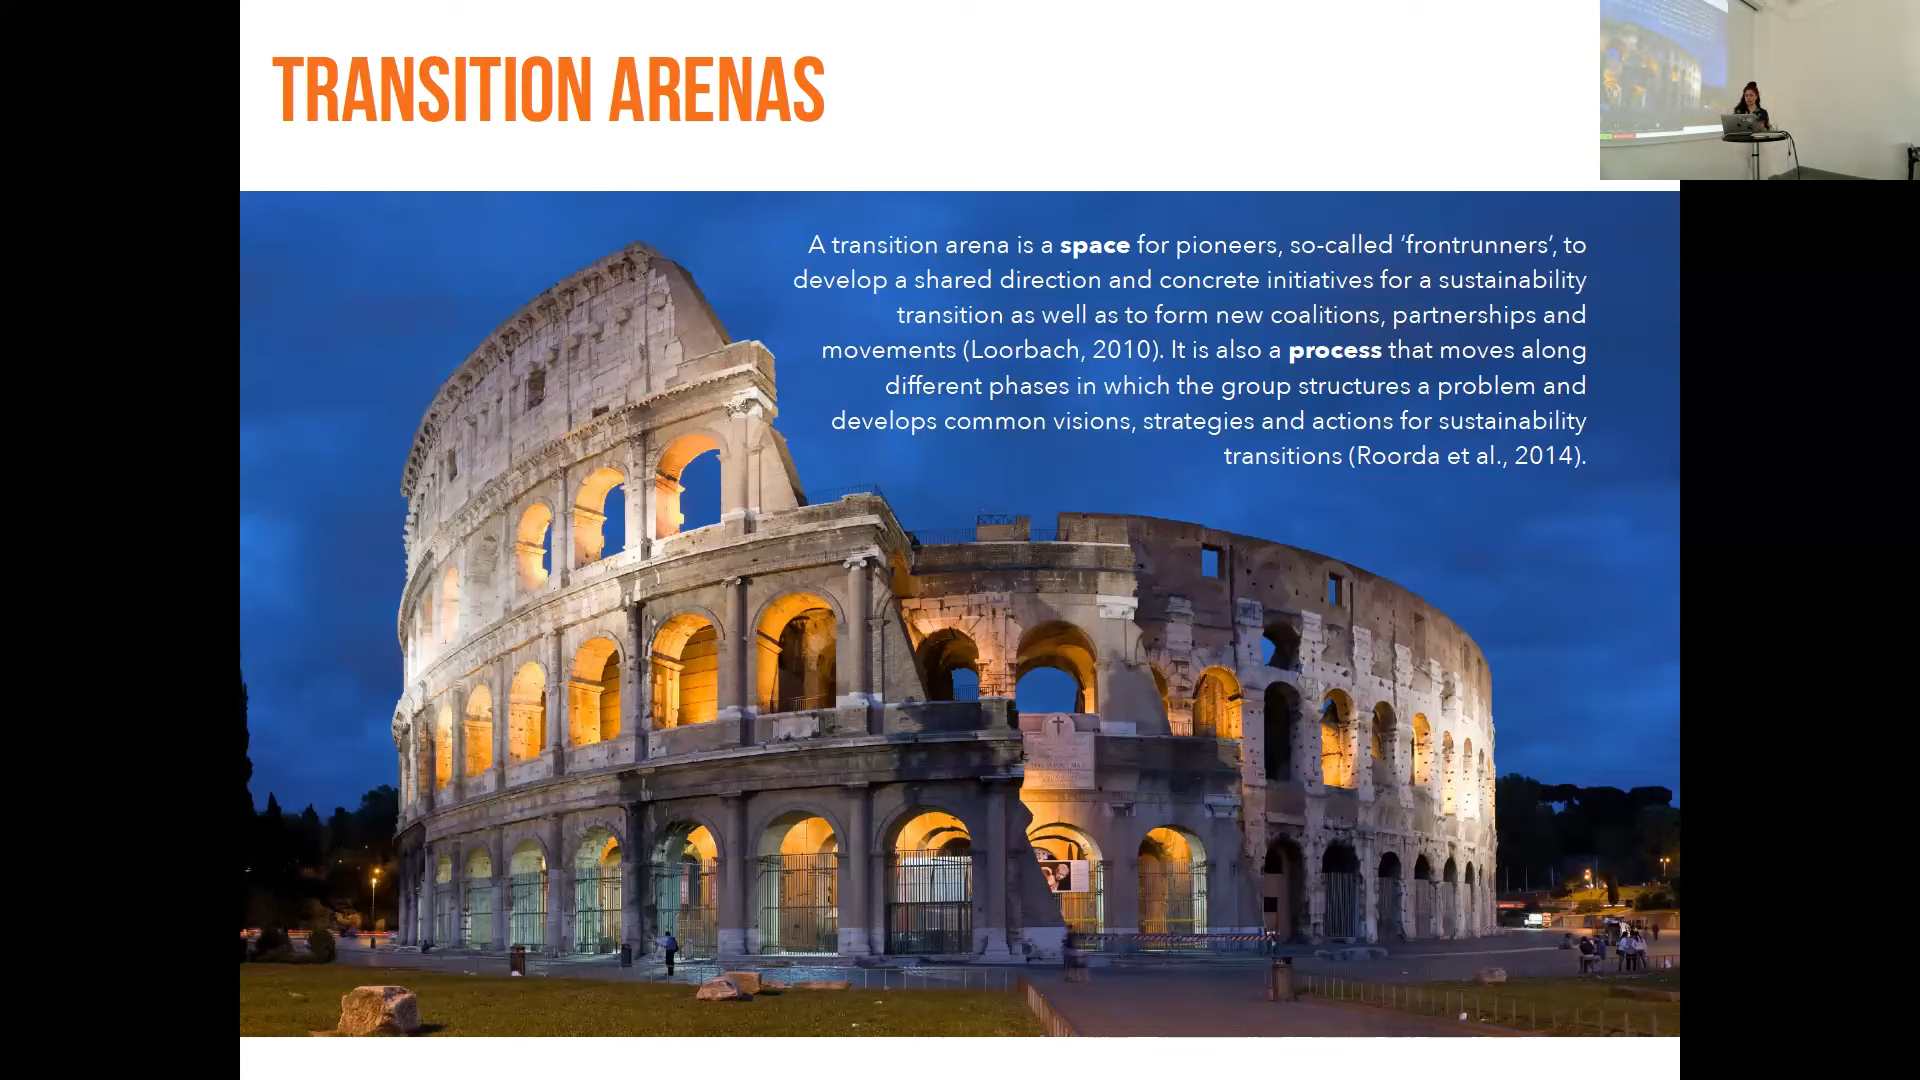 TRANSITION ARENAS
A transition arena is a space for pioneers, so-called ‘frontrunners’, to
develop a shared direction and concrete initiatives for a sustainability
transition as well as to form new coalitions, partnerships and
movements (Loorbach, 2010). It is also a process that moves along
different phases in which the group structures a problem and
develops common visions, strategies and actions for sustainability
transitions (Roorda et al., 2014).